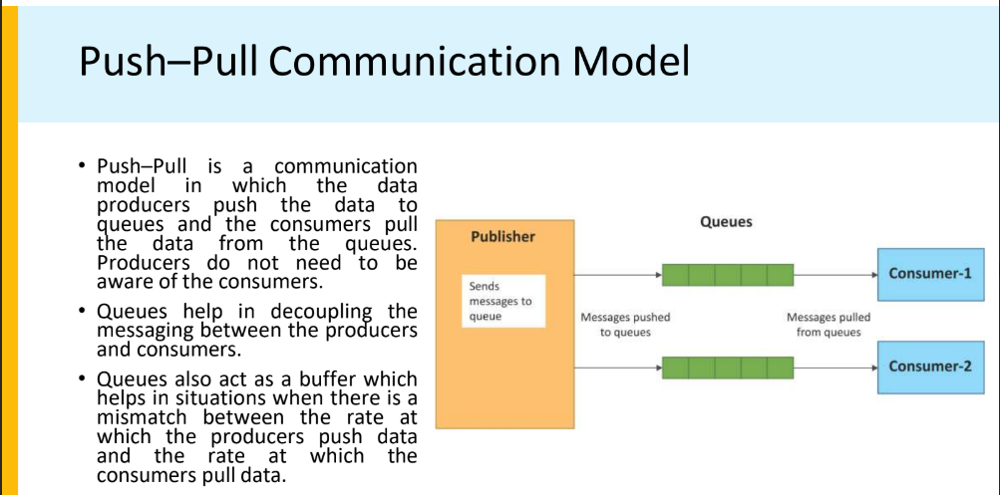 Push–Pull Communication Model
• Push–Pull is a communication
model in which the data
producers push the data to
queues and the consumers pull
the data from the queues.
Producers do not need to be
aware of the consumers.
• Queues help in decoupling the
messaging between the producers
and consumers.
• Queues also act as a buffer which
helps in situations when there is a
mismatch between the rate at
which the producers push data
and the rate at which the
consumers pull data.
Publisher
Sends
messages to
queue
Queues
Messages pushed
to queues
Messages pulled
from queues
Consumer-1
Consumer-2